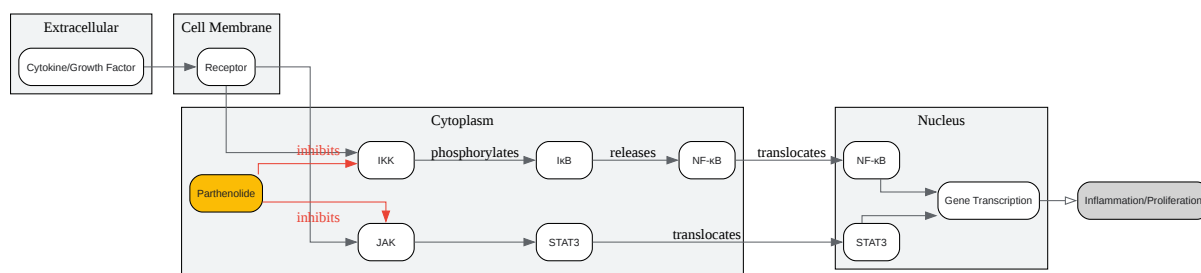 Extracellular
Cell Membrane
Cytokine/Growth Factor
Receptor
Cytoplasm
Nucleus
inhibits
IKK
phosphorylates
IκB
releases
NF-κB
translocates
NF-κB
Parthenolide
Gene Transcription
Inflammation/Proliferation
inhibits
JAK
STAT3
translocates
STAT3